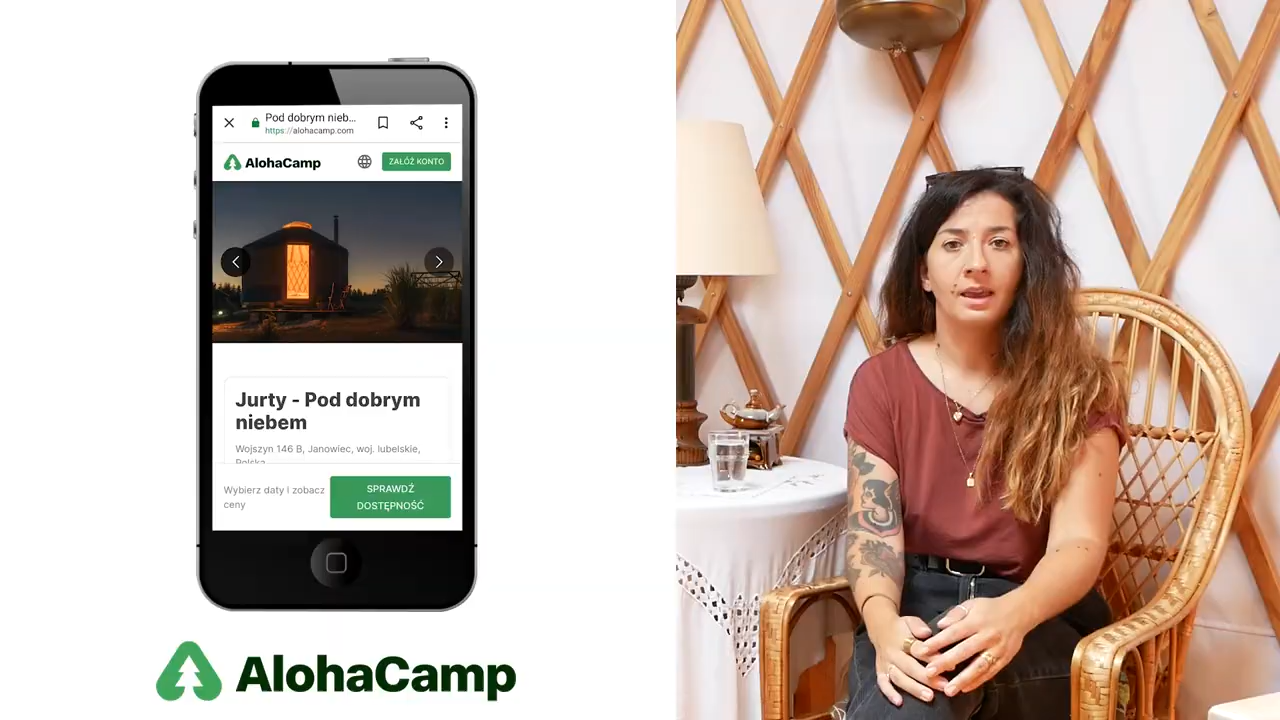 Pod dobrym nieb...
https://alohacamp.com
AlohaCamp
ZAŁÓŻ KONTO
Jurty - Pod dobrym
niebem
Wojszyn 146 B, Janowiec, woj. lubelskie,
Polska
Wybierz daty i zobacz
ceny
SPRAWDŹ
DOSTĘPNOŚĆ
AlohaCamp